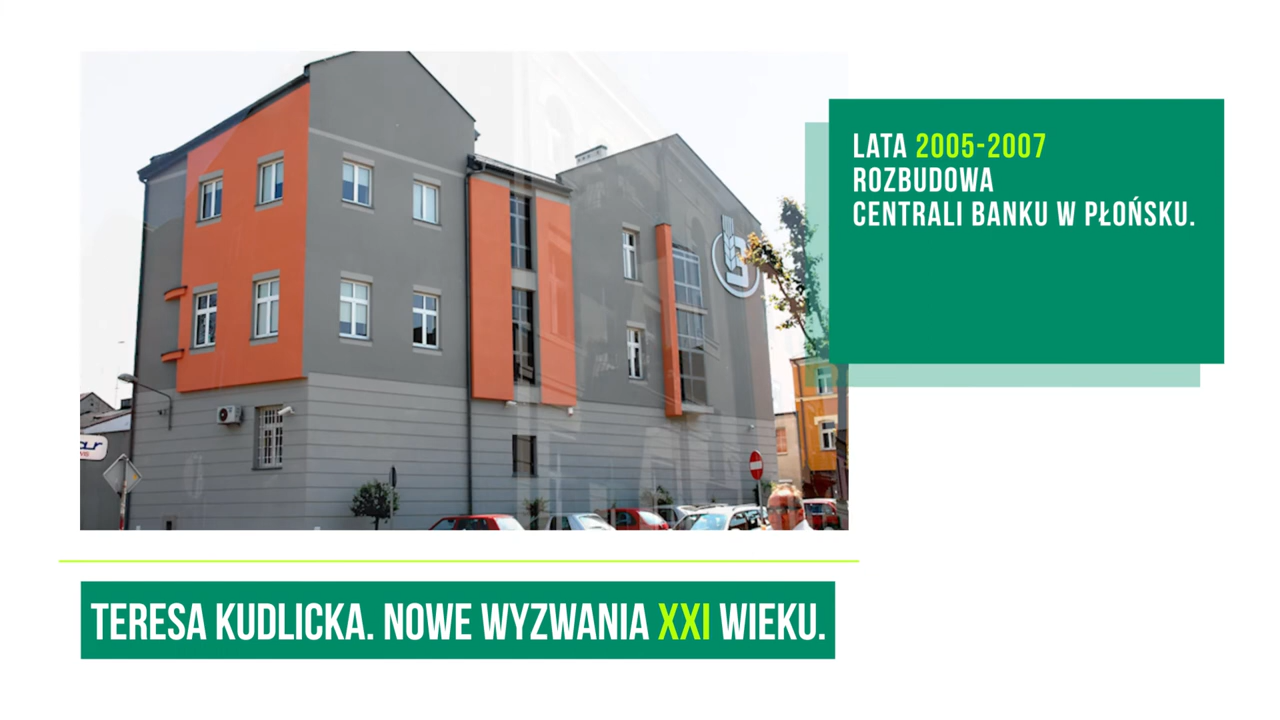 LATA 2005-2007
ROZBUDOWA
CENTRALI BANKU W PŁOŃSKU.
TERESA KUDLICKA. NOWE WYZWANIA XXI WIEKU.